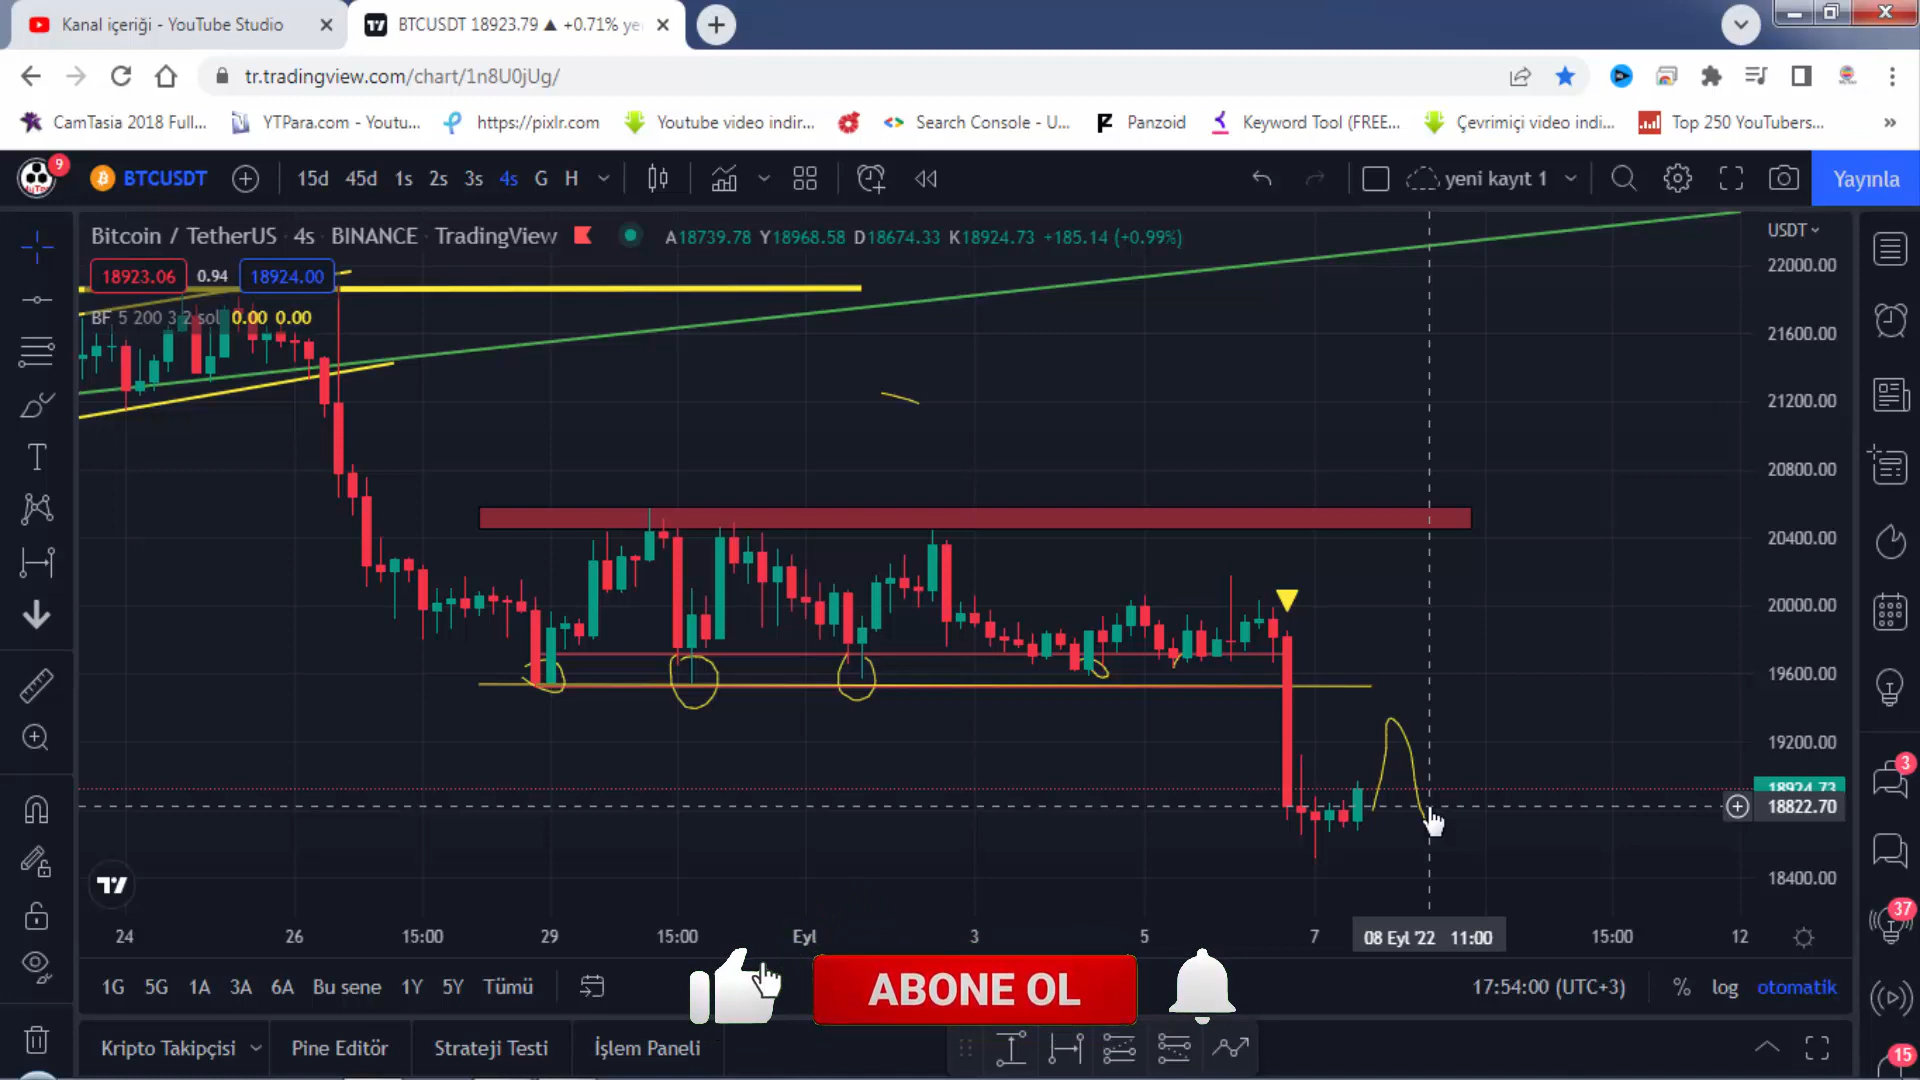 Kanal içeriği - YouTube Studio
BTCUSDT 18923.79 ▲ +0.71% ye
tr.tradingview.com/chart/1n8U0jUg/
CamTasia 2018 Full...
YTPara.com - Youtu...
https://pixlr.com
Youtube video indir...
Search Console - U...
Panzoid
Keyword Tool (FREE...
Çevrimiçi video indi...
Top 250 YouTubers...
»
9
BTCUSDT
15d 45d 1s 2s 3s 4s G H
yeni kayıt 1
Yayınla
Bitcoin / TetherUS · 4s · BINANCE · TradingView
A18739.78 Y18968.58 D18674.33 K18924.73 +185.14 (+0.99%)
USDT
18923.06 0.94 18924.00
BF 5 200 3 2 sol 0.00 0.00
22000.00
21600.00
21200.00
20800.00
20400.00
20000.00
19600.00
19200.00
18924.73
18822.70
18400.00
3
37
15
24 26 15:00 29 15:00 Eyl 3 5 7 08 Eyl '22 11:00 15:00 12
1G 5G 1A 3A 6A Bu sene 1Y 5Y Tümü
ABONE OL
17:54:00 (UTC+3) % log otomatik
Kripto Takipçisi
Pine Editör
Strateji Testi
İşlem Paneli